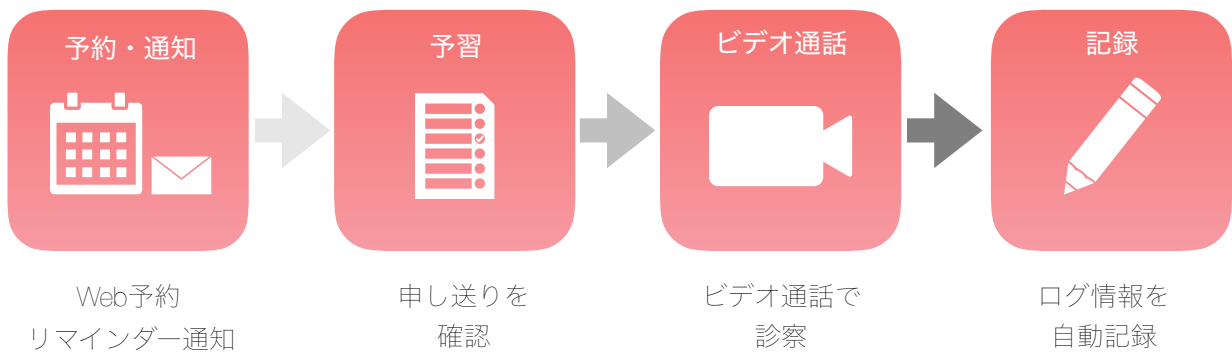 予約・通知
予習
ビデオ通話
記録
Web予約
リマインダー通知
申し送りを
確認
ビデオ通話で
診察
ログ情報を
自動記録